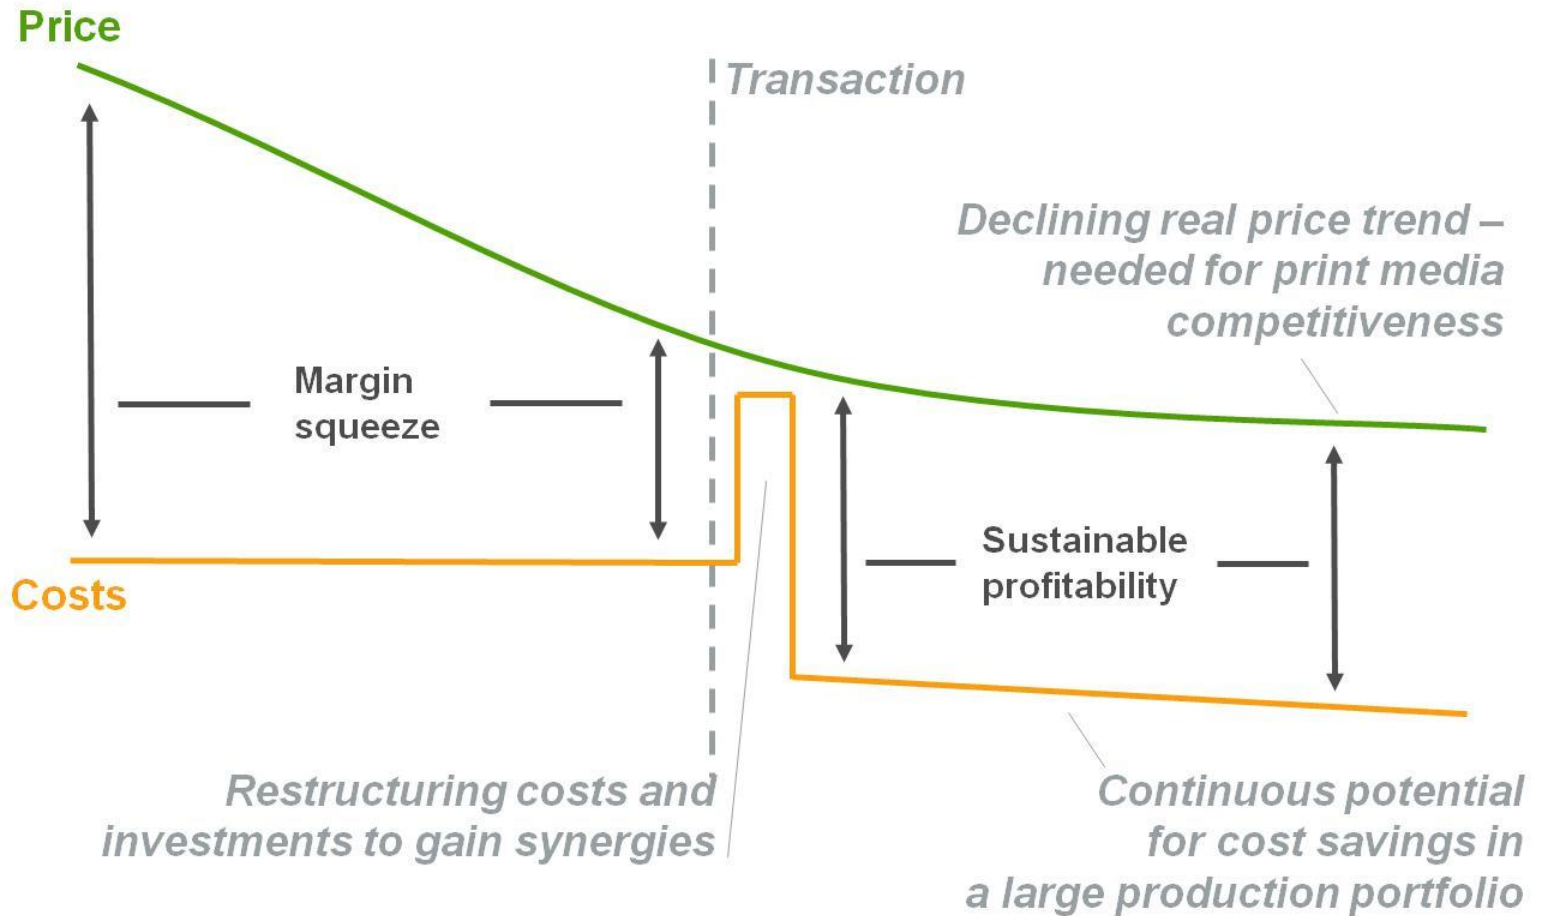 Price
Transaction
Declining real price trend –
needed for print media
competitiveness
Margin
squeeze
Sustainable
profitability
Costs
Restructuring costs and
investments to gain synergies
Continuous potential
for cost savings in
a large production portfolio